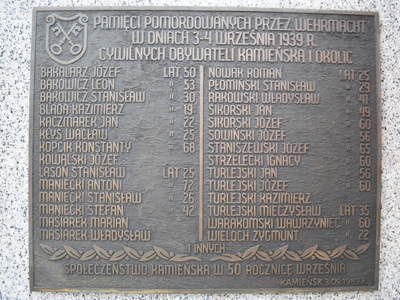 PAMIĘCI POMORDOWANYCH PRZEZ WEHRMACHT
W DNIACH 3-4 WRZEŚNIA 1939 R.
CYWILNYCH OBYWATELI KAMIEŃSKA I OKOLIC
BAKALARZ JÓZEF LAT 50
BĄKOWICZ LEON " 53
BĄKOWICZ STANISŁAW " 30
BLADA KAZIMIERZ " 19
KACZMAREK JAN " 22
KŁYS WACŁAW " 25
KOPCIK KONSTANTY " 68
KOWALSKI JÓZEF
LASOŃ STANISŁAW LAT 25
MANIECKI ANTONI " 72
MANIECKI STANISŁAW " 26
MANIECKI STEFAN " 42
MASIAREK MARIAN
MASIAREK WŁADYSŁAW
NOWAK ROMAN LAT 25
PŁOMIŃSKI STANISŁAW " 29
RAKOWSKI WŁADYSŁAW " 41
SIKORSKI JAN " 49
SIKORSKI JÓZEF " 60
SOWIŃSKI JÓZEF " 56
STANISZEWSKI JÓZEF " 65
STRZELECKI IGNACY " 60
TURLEJSKI JAN " 56
TURLEJSKI JÓZEF " 60
TURLEJSKI KAZIMIERZ
TURLEJSKI MIECZYSŁAW LAT 35
WARAKOMSKI WAWRZYNIEC " 60
WIELOCH ZYGMUNT " 22
I INNYCH
SPOŁECZEŃSTWO KAMIEŃSKA W 50 ROCZNICĘ WRZEŚNIA
KAMIEŃSK 3.09.1989 R.